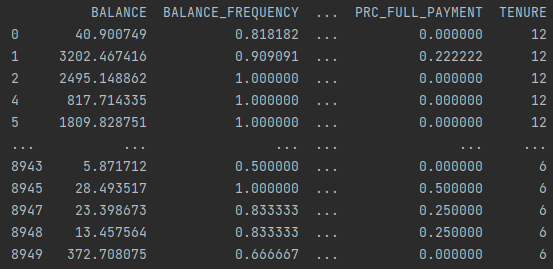 BALANCE BALANCE_FREQUENCY ... PRC_FULL_PAYMENT TENURE
0 40.900749 0.818182 ... 0.000000 12
1 3202.467416 0.909091 ... 0.222222 12
2 2495.148862 1.000000 ... 0.000000 12
4 817.714335 1.000000 ... 0.000000 12
5 1809.828751 1.000000 ... 0.000000 12
... ... ... ... ... ...
8943 5.871712 0.500000 ... 0.000000 6
8945 28.493517 1.000000 ... 0.500000 6
8947 23.398673 0.833333 ... 0.250000 6
8948 13.457564 0.833333 ... 0.250000 6
8949 372.708075 0.666667 ... 0.000000 6